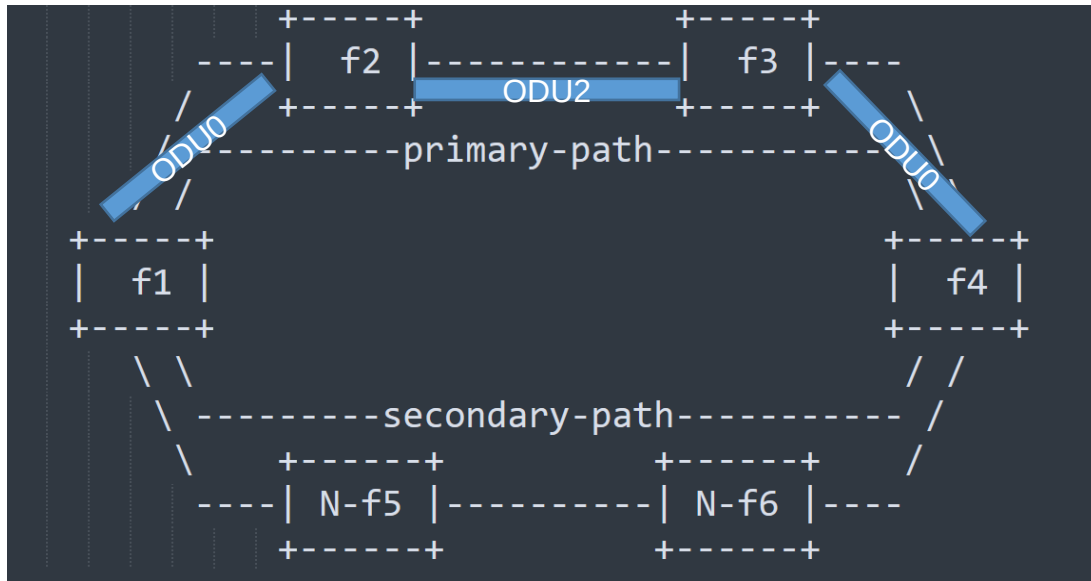 f2
f3
ODU2
ODU0
ODU0
primary-path
f1
f4
secondary-path
N-f5
N-f6